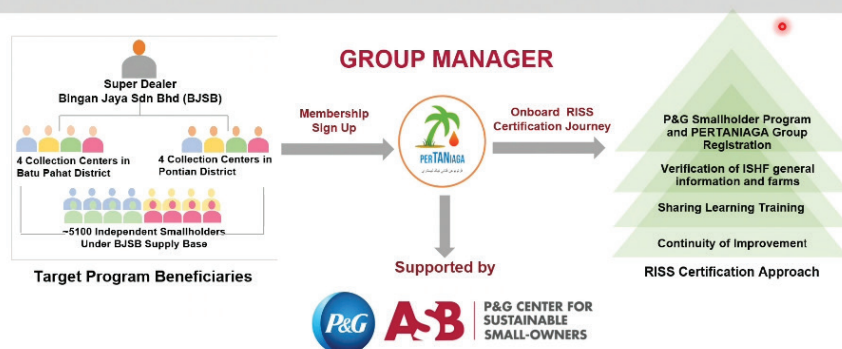 GROUP MANAGER
Super Dealer
Bingan Jaya Sdn Bhd (BJSB)
4 Collection Centers in
Batu Pahat District
4 Collection Centers in
Pontian District
~5100 Independent Smallholders
Under BJSB Supply Base
Target Program Beneficiaries
Membership
Sign Up
PERTANIAGA
Onboard RISS
Certification Journey
Supported by
P&G
ASB
P&G CENTER FOR
SUSTAINABLE
SMALL-OWNERS
P&G Smallholder Program
and PERTANIAGA Group
Registration
Verification of ISHF general
information and farms
Sharing Learning Training
Continuity of Improvement
RISS Certification Approach